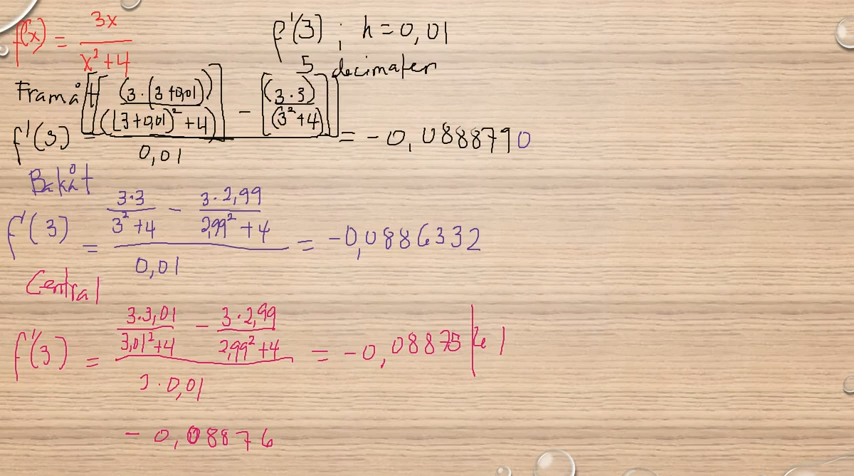 f(x) = 3x / (x² + 4)    f'(3) ; h = 0,01
5 decimaler
Framåt
f'(3) = [[(3·(3+0,01)) / ((3+0,01)² + 4)] − [(3·3) / (3² + 4)]] / 0,01 = −0,0888790
Bakåt
f'(3) = (3·3 / (3² + 4) − 3·2,99 / (2,99² + 4)) / 0,01 = −0,0886332
Central
f'(3) = (3·3,01 / (3,01² + 4) − 3·2,99 / (2,99² + 4)) / (2·0,01) = −0,08875|61
− 0,08876